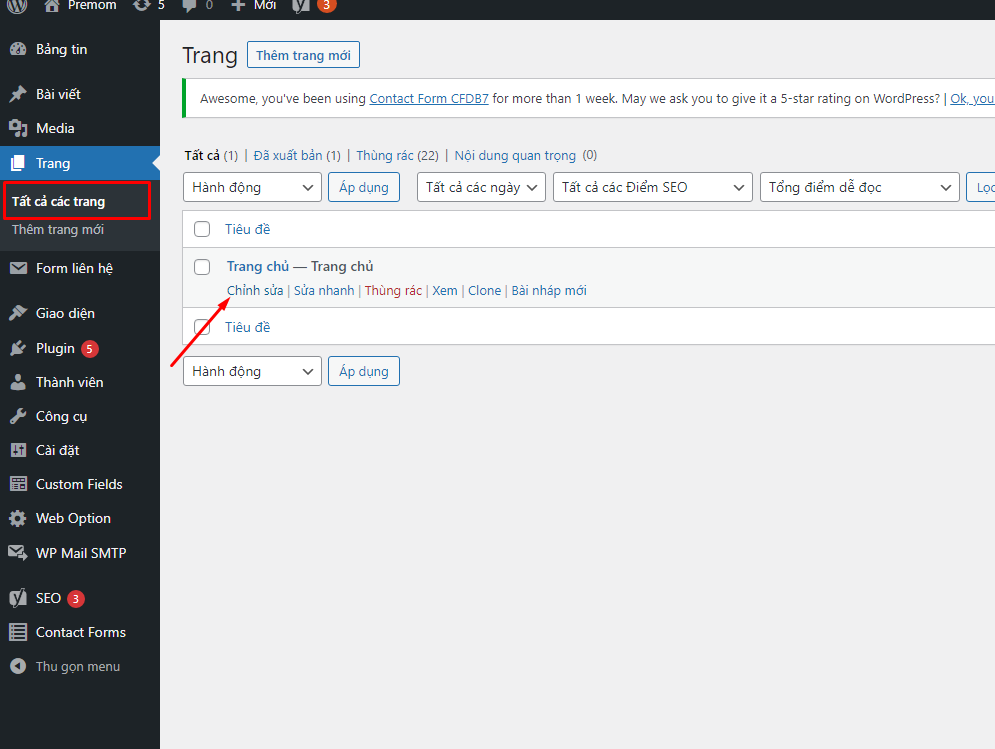 Premom 5 0 Mới 3
Bảng tin
Bài viết
Media
Trang
Tất cả các trang
Thêm trang mới
Form liên hệ
Giao diện
Plugin 5
Thành viên
Công cụ
Cài đặt
Custom Fields
Web Option
WP Mail SMTP
SEO 3
Contact Forms
Thu gọn menu
Trang Thêm trang mới
Awesome, you've been using Contact Form CFDB7 for more than 1 week. May we ask you to give it a 5-star rating on WordPress? | Ok, you
Tất cả (1) | Đã xuất bản (1) | Thùng rác (22) | Nội dung quan trọng (0)
Hành động Áp dụng Tất cả các ngày Tất cả các Điểm SEO Tổng điểm dễ đọc Lọc
Tiêu đề
Trang chủ — Trang chủ
Chỉnh sửa | Sửa nhanh | Thùng rác | Xem | Clone | Bài nháp mới
Tiêu đề
Hành động Áp dụng